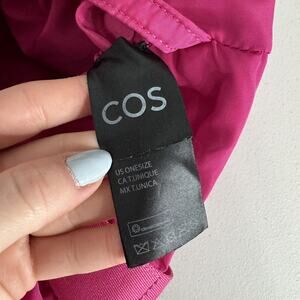 COS
US ONESIZE
CA T.UNIQUE
MX T.UNICA